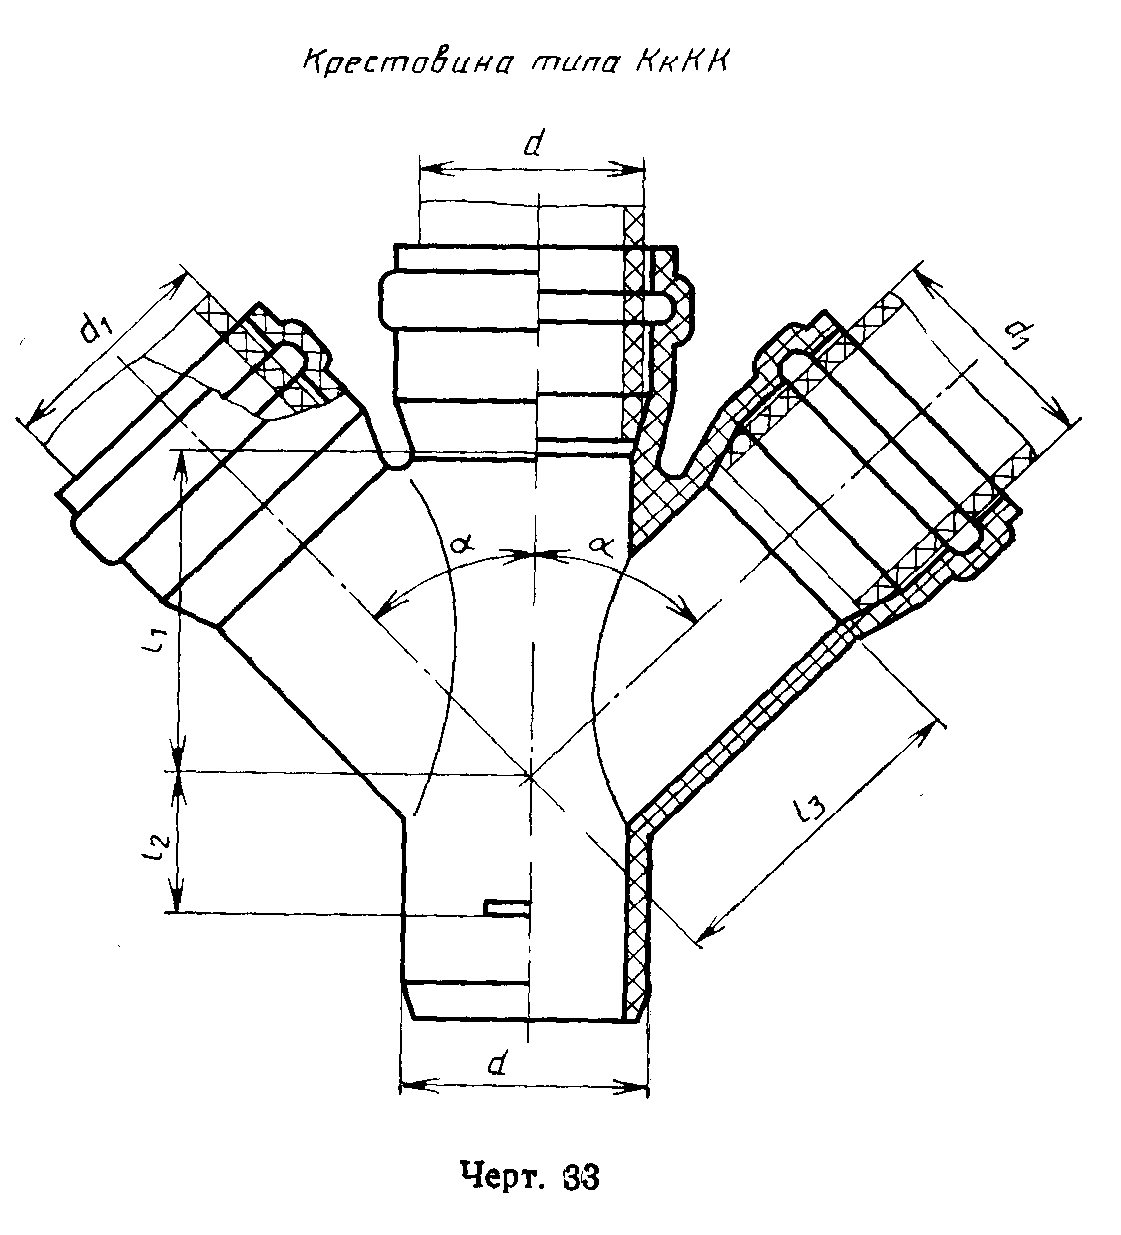 Крестовина типа КкКК
d
d₁
d₁
α
α
l₁
l₂
l₃
d
Черт. 33